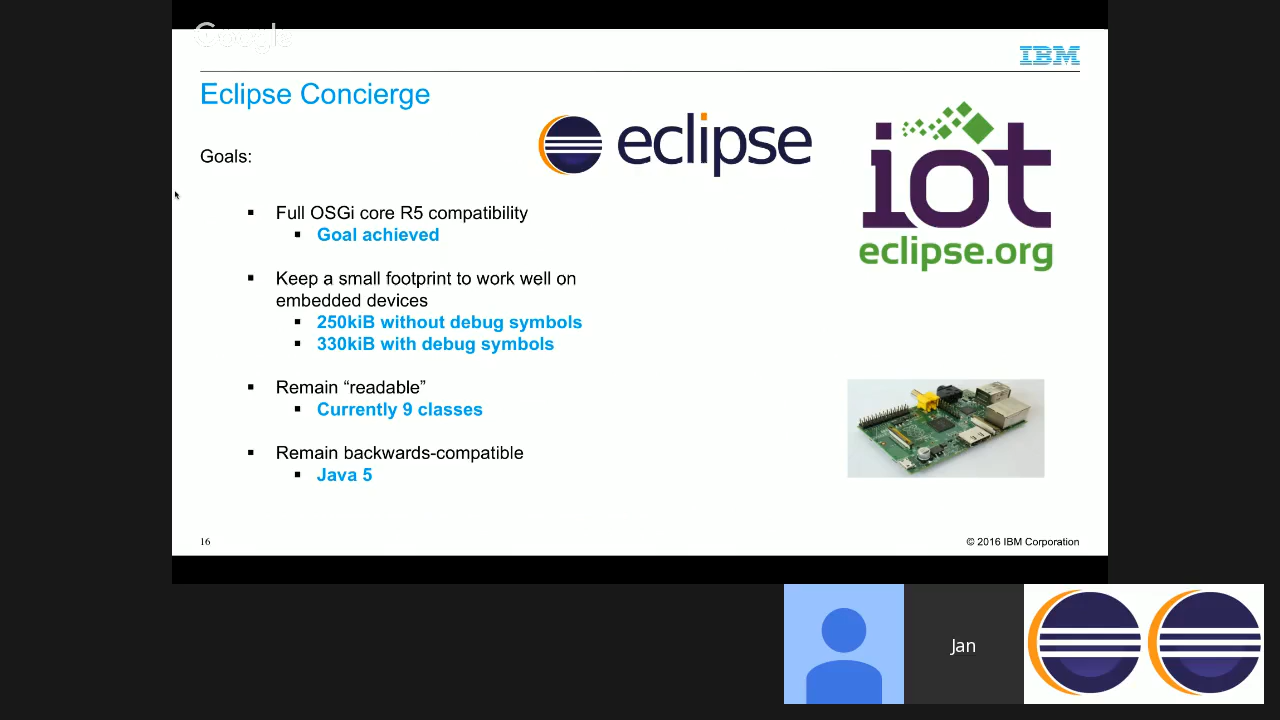 Google
IBM
Eclipse Concierge
eclipse
iot
eclipse.org
Goals:
▪ Full OSGi core R5 compatibility
▪ Goal achieved
▪ Keep a small footprint to work well on
embedded devices
▪ 250kiB without debug symbols
▪ 330kiB with debug symbols
▪ Remain “readable”
▪ Currently 9 classes
▪ Remain backwards-compatible
▪ Java 5
16
© 2016 IBM Corporation
Jan